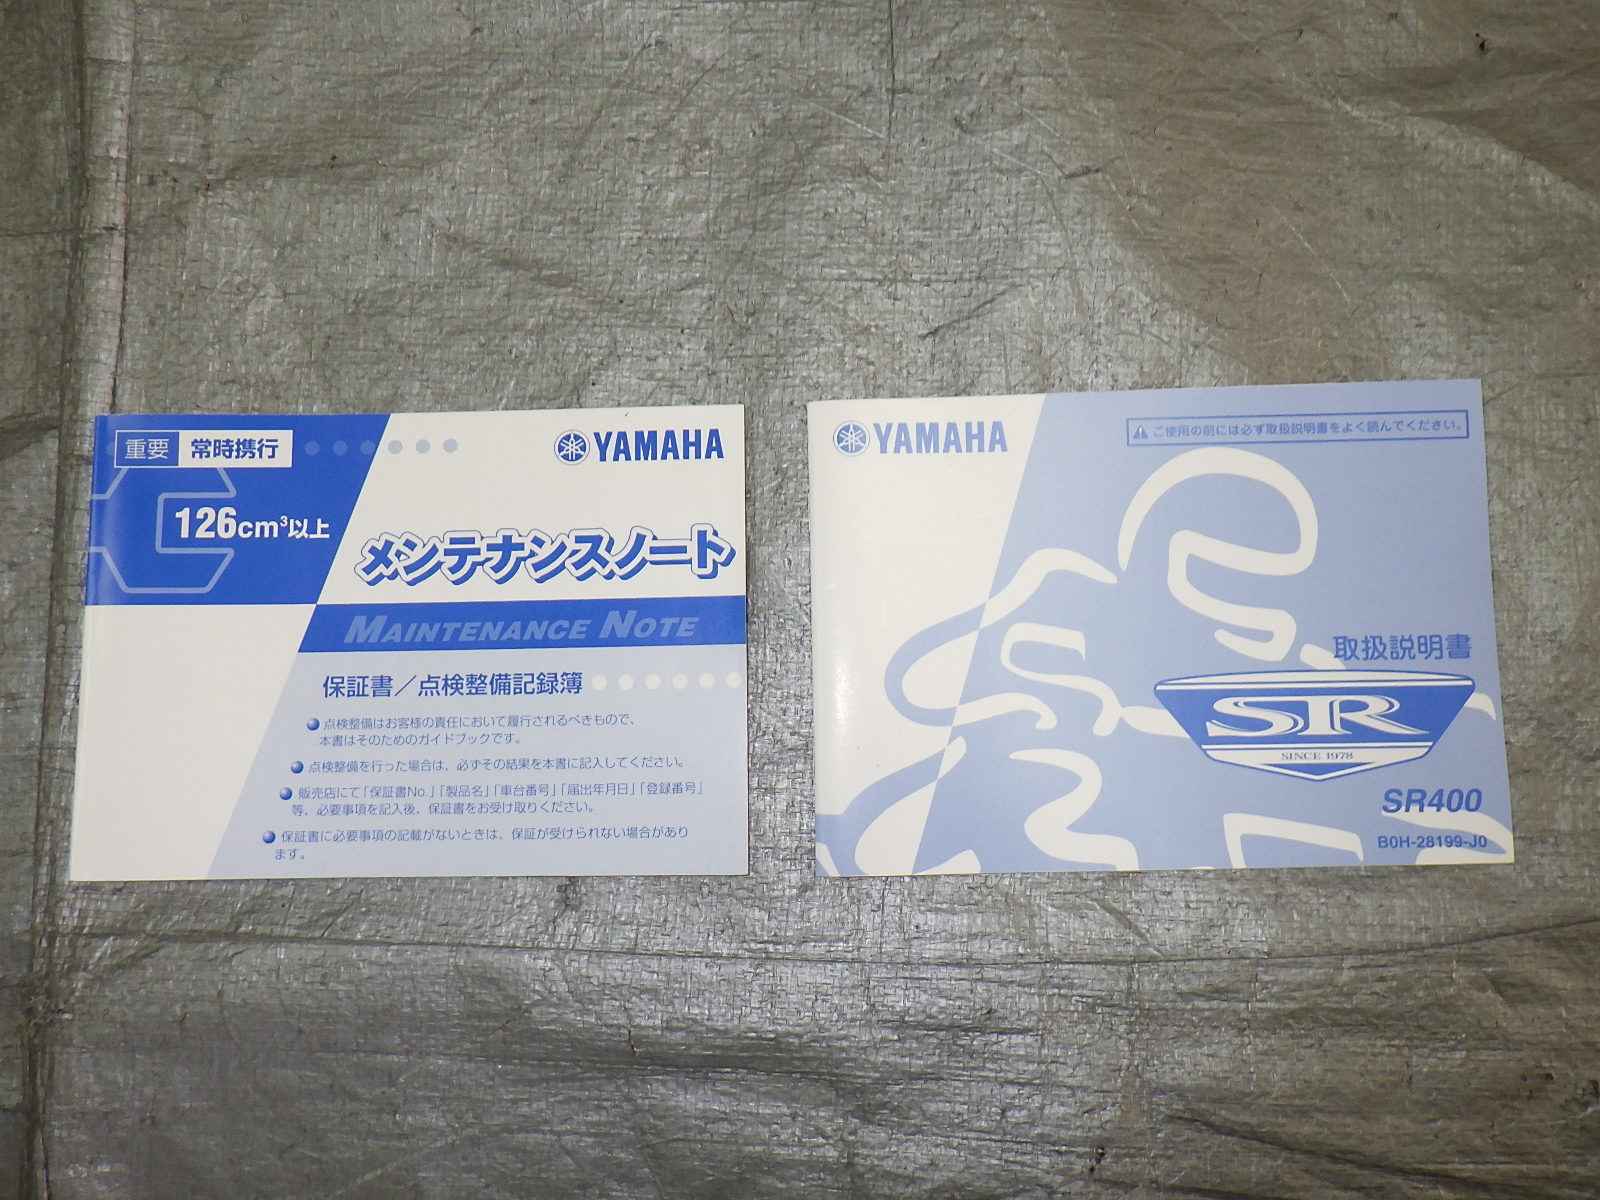 重要 常時携行
YAMAHA
126cm³以上
メンテナンスノート
MAINTENANCE NOTE
保証書／点検整備記録簿
点検整備はお客様の責任において履行されるべきもので、
本書はそのためのガイドブックです。
点検整備を行った場合は、必ずその結果を本書に記入してください。
販売店にて「保証書No.」「製品名」「車台番号」「届出年月日」「登録番号」
等、必要事項を記入後、保証書をお受け取りください。
保証書に必要事項の記載がないときは、保証が受けられない場合があり
ます。
YAMAHA
ご使用の前には必ず取扱説明書をよく読んでください。
取扱説明書
SR
SINCE 1978
SR400
B0H-28199-J0